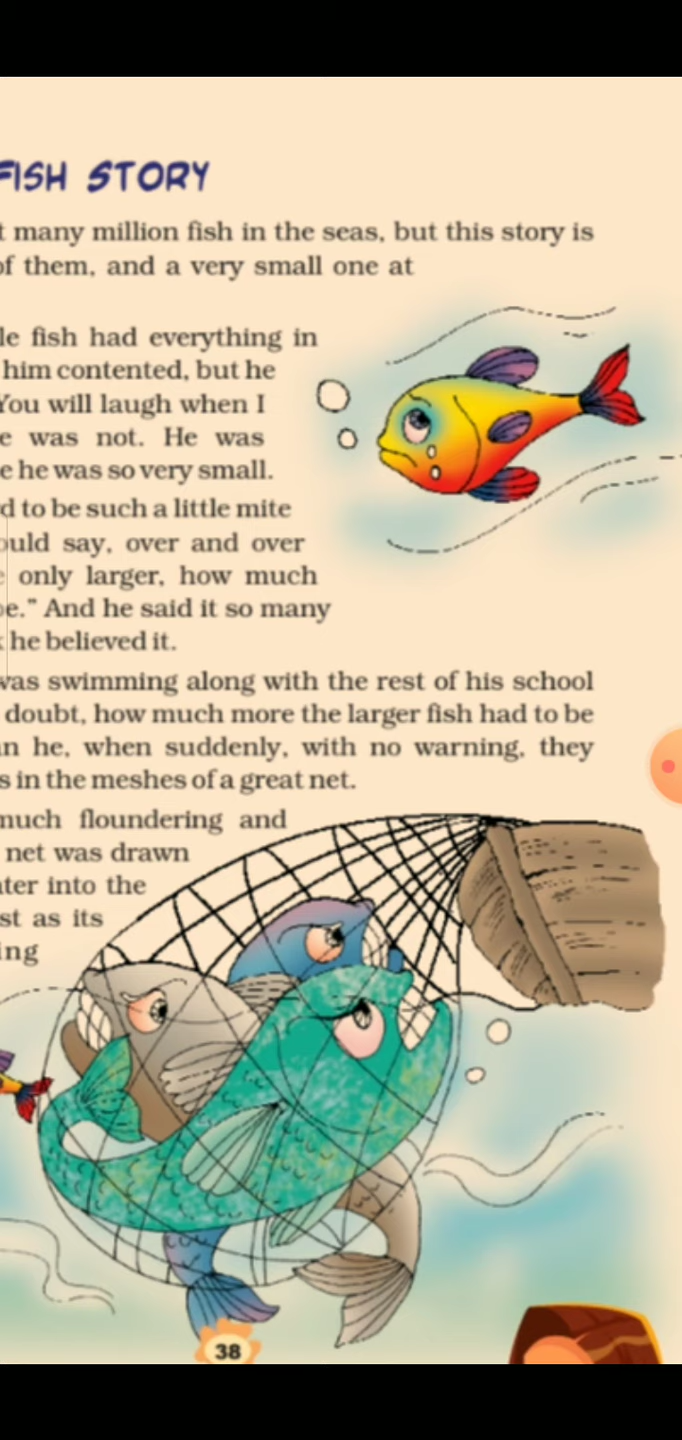 FISH STORY
many million fish in the seas, but this story is
of them, and a very small one at
fish had everything in
him contented, but he
You will laugh when I
was not. He was
he was so very small.
to be such a little mite
say, over and over
only larger, how much
be." And he said it so many
he believed it.
was swimming along with the rest of his school
doubt, how much more the larger fish had to be
he, when suddenly, with no warning, they
in the meshes of a great net.
much floundering and
net was drawn
into the
as its
38